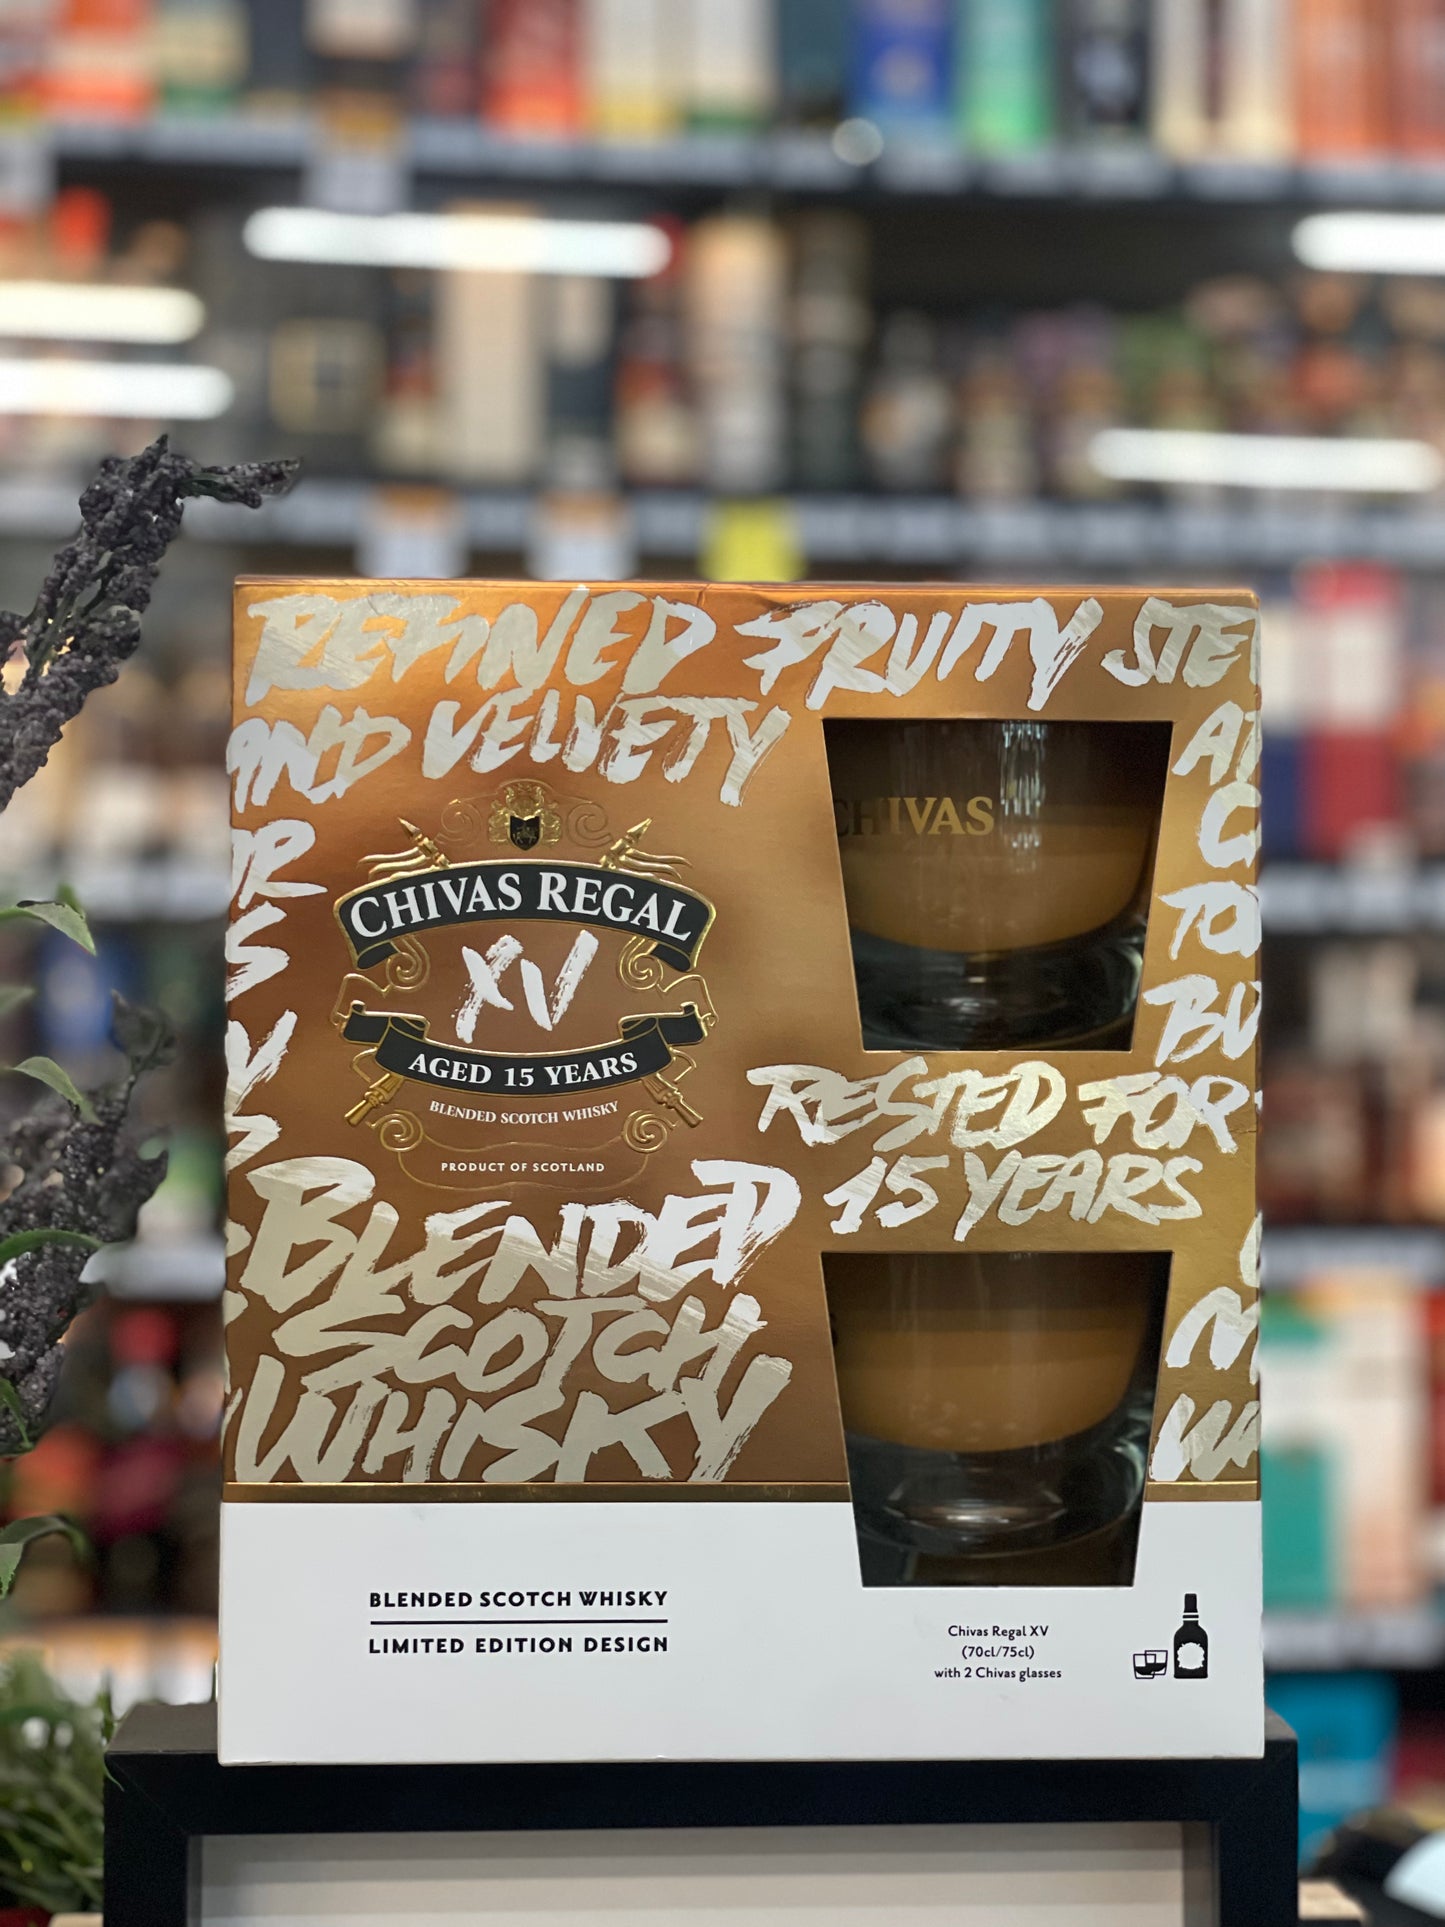 REFINED FRUITY
AND VELVETY
CHIVAS
CHIVAS REGAL
XV
AGED 15 YEARS
BLENDED SCOTCH WHISKY
PRODUCT OF SCOTLAND
RESTED FOR
15 YEARS
BLENDED
SCOTCH
WHISKY
BLENDED SCOTCH WHISKY
LIMITED EDITION DESIGN
Chivas Regal XV
(70cl/75cl)
with 2 Chivas glasses